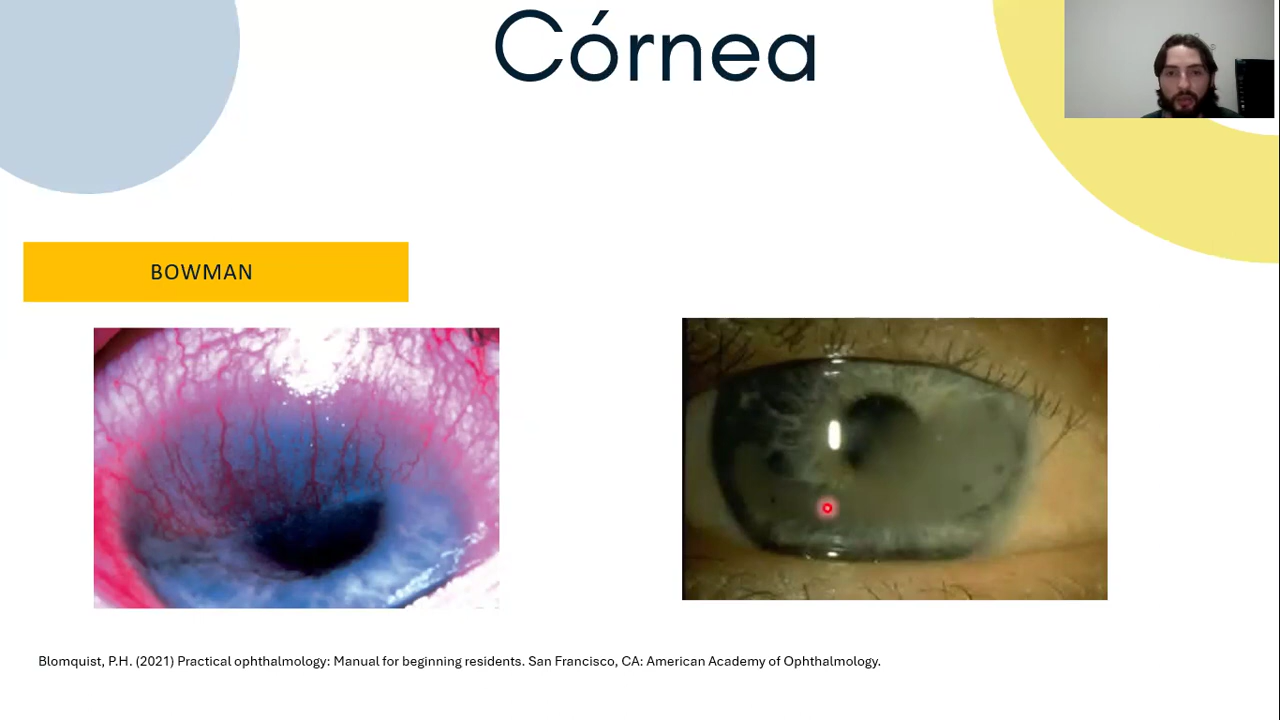 Córnea
BOWMAN
Blomquist, P.H. (2021) Practical ophthalmology: Manual for beginning residents. San Francisco, CA: American Academy of Ophthalmology.